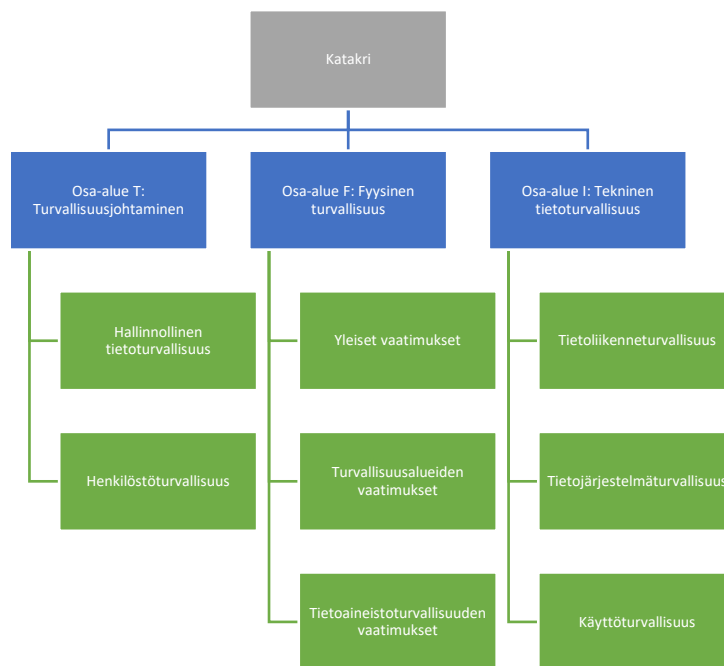 Katakri
Osa-alue T:
Turvallisuusjohtaminen
Osa-alue F: Fyysinen
turvallisuus
Osa-alue I: Tekninen
tietoturvallisuus
Hallinnollinen
tietoturvallisuus
Yleiset vaatimukset
Tietoliikenneturvallisuus
Henkilöstöturvallisuus
Turvallisuusalueiden
vaatimukset
Tietojärjestelmäturvallisuus
Tietoaineistoturvallisuuden
vaatimukset
Käyttöturvallisuus